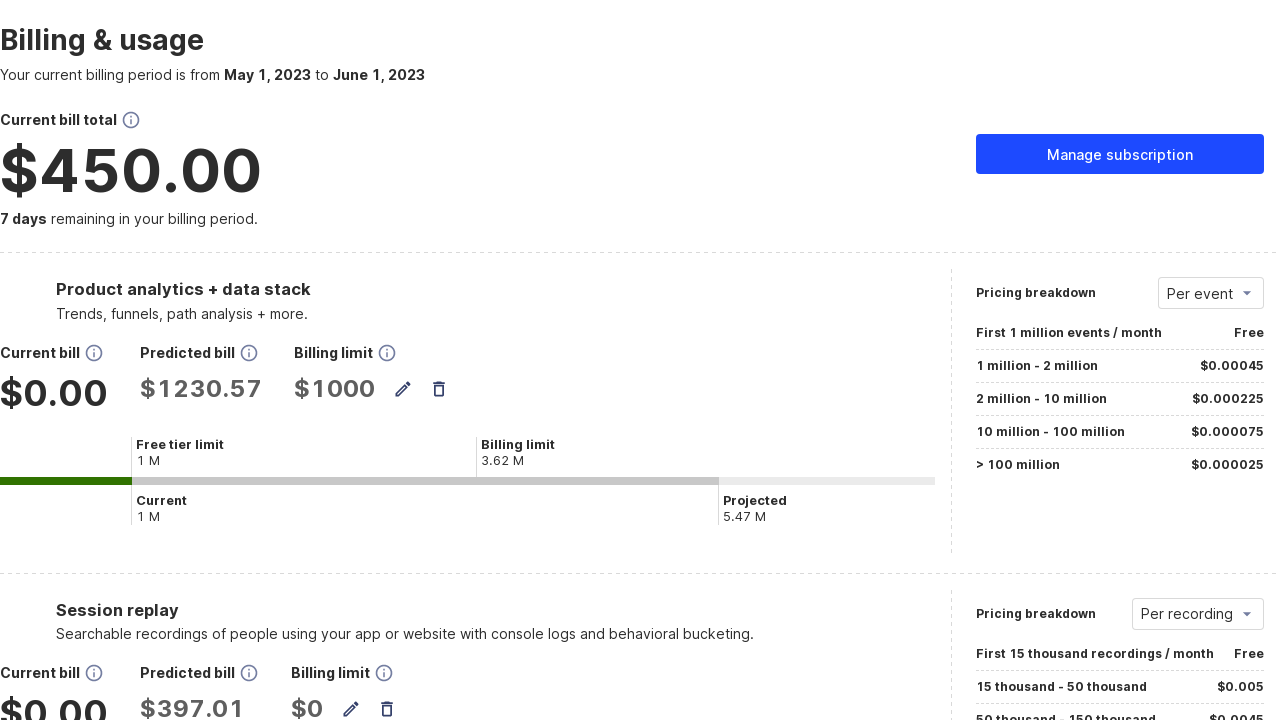 Billing & usage
Your current billing period is from May 1, 2023 to June 1, 2023
Current bill total
$450.00
Manage subscription
7 days remaining in your billing period.
Product analytics + data stack
Trends, funnels, path analysis + more.
Current bill
Predicted bill
Billing limit
$0.00
$1230.57
$1000
Free tier limit
1 M
Billing limit
3.62 M
Current
1 M
Projected
5.47 M
Pricing breakdown
Per event
First 1 million events / month Free
1 million - 2 million $0.00045
2 million - 10 million $0.000225
10 million - 100 million $0.000075
> 100 million $0.000025
Session replay
Searchable recordings of people using your app or website with console logs and behavioral bucketing.
Current bill
Predicted bill
Billing limit
$0.00
$397.01
$0
Pricing breakdown
Per recording
First 15 thousand recordings / month Free
15 thousand - 50 thousand $0.005
50 thousand - 150 thousand $0.0045